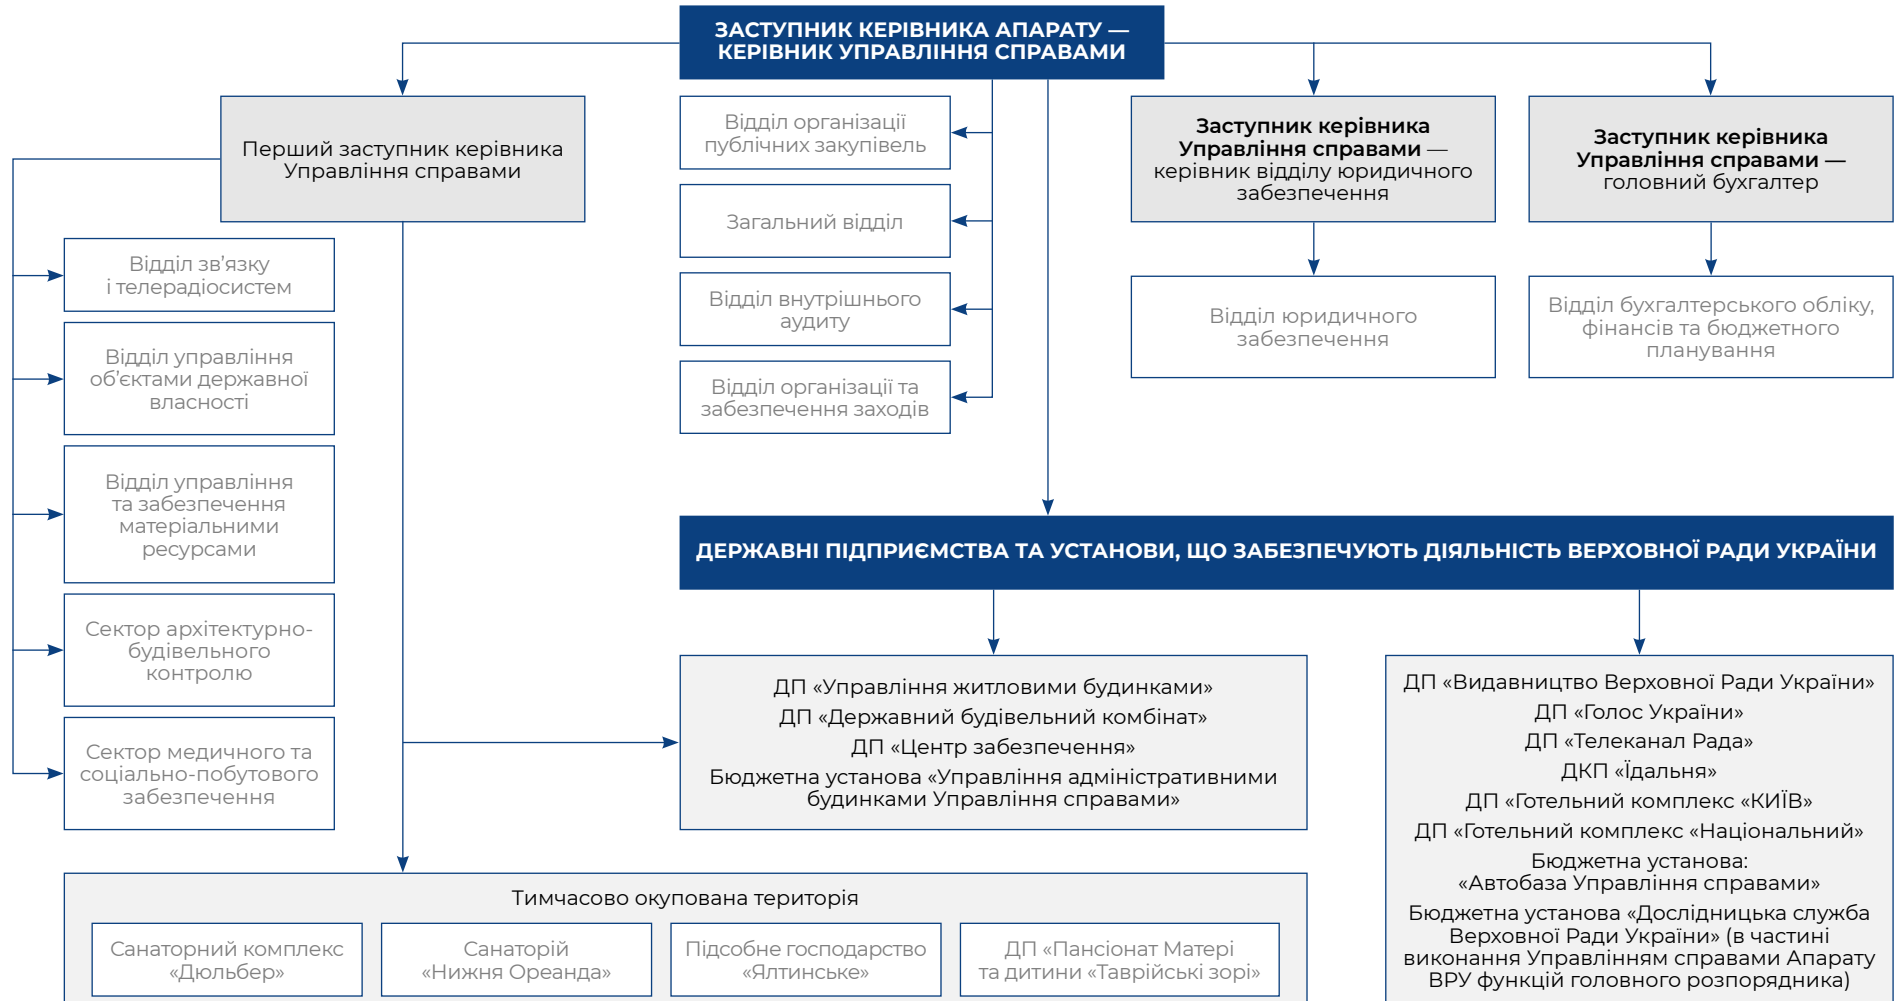 ЗАСТУПНИК КЕРІВНИКА АПАРАТУ —
КЕРІВНИК УПРАВЛІННЯ СПРАВАМИ
Перший заступник керівника
Управління справами
Відділ зв’язку
і телерадіосистем
Відділ управління
об’єктами державної
власності
Відділ управління
та забезпечення
матеріальними
ресурсами
Сектор архітектурно-
будівельного
контролю
Сектор медичного та
соціально-побутового
забезпечення
Відділ організації
публічних закупівель
Загальний відділ
Відділ внутрішнього
аудиту
Відділ організації та
забезпечення заходів
Заступник керівника
Управління справами —
керівник відділу юридичного
забезпечення
Відділ юридичного
забезпечення
Заступник керівника
Управління справами —
головний бухгалтер
Відділ бухгалтерського обліку,
фінансів та бюджетного
планування
ДЕРЖАВНІ ПІДПРИЄМСТВА ТА УСТАНОВИ, ЩО ЗАБЕЗПЕЧУЮТЬ ДІЯЛЬНІСТЬ ВЕРХОВНОЇ РАДИ УКРАЇНИ
ДП «Управління житловими будинками»
ДП «Державний будівельний комбінат»
ДП «Центр забезпечення»
Бюджетна установа «Управління адміністративними
будинками Управління справами»
ДП «Видавництво Верховної Ради України»
ДП «Голос України»
ДП «Телеканал Рада»
ДКП «Їдальня»
ДП «Готельний комплекс «КИЇВ»
ДП «Готельний комплекс «Національний»
Бюджетна установа:
«Автобаза Управління справами»
Бюджетна установа «Дослідницька служба
Верховної Ради України» (в частині
виконання Управлінням справами Апарату
ВРУ функцій головного розпорядника)
Тимчасово окупована територія
Санаторний комплекс
«Дюльбер»
Санаторій
«Нижня Ореанда»
Підсобне господарство
«Ялтинське»
ДП «Пансіонат Матері
та дитини «Таврійські зорі»